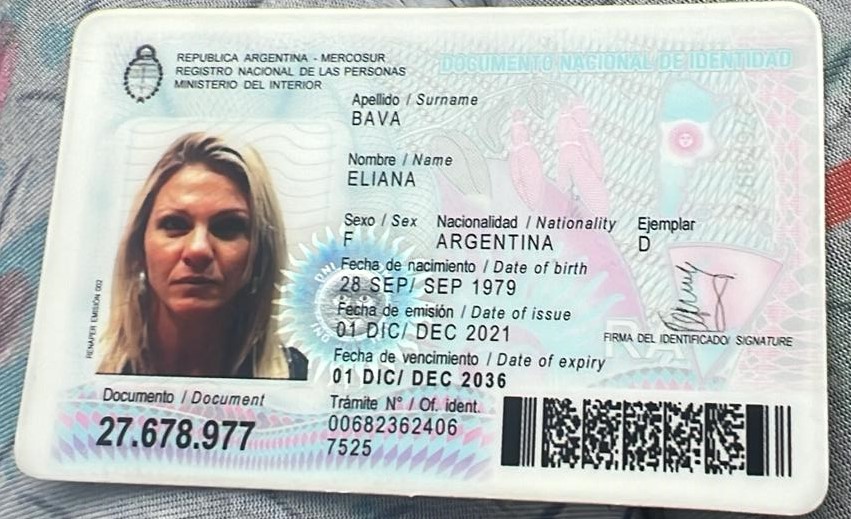 REPUBLICA ARGENTINA - MERCOSUR
REGISTRO NACIONAL DE LAS PERSONAS
MINISTERIO DEL INTERIOR
DOCUMENTO NACIONAL DE IDENTIDAD
Apellido / Surname
BAVA
Nombre / Name
ELIANA
Sexo / Sex Nacionalidad / Nationality Ejemplar
F ARGENTINA D
Fecha de nacimiento / Date of birth
28 SEP/ SEP 1979
Fecha de emisión / Date of issue
01 DIC/ DEC 2021
FIRMA DEL IDENTIFICADO/ SIGNATURE
Fecha de vencimiento / Date of expiry
01 DIC/ DEC 2036
RENAPER EMISIÓN 002
Documento / Document
27.678.977
Trámite N° / Of. ident.
00682362406
7525